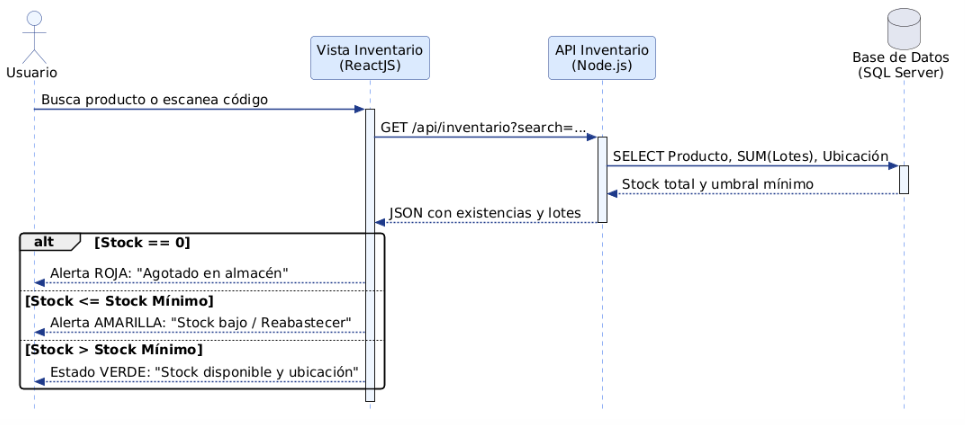 Usuario
Vista Inventario
(ReactJS)
API Inventario
(Node.js)
Base de Datos
(SQL Server)
Busca producto o escanea código
GET /api/inventario?search=...
SELECT Producto, SUM(Lotes), Ubicación
Stock total y umbral mínimo
JSON con existencias y lotes
alt [Stock == 0]
Alerta ROJA: "Agotado en almacén"
[Stock <= Stock Mínimo]
Alerta AMARILLA: "Stock bajo / Reabastecer"
[Stock > Stock Mínimo]
Estado VERDE: "Stock disponible y ubicación"